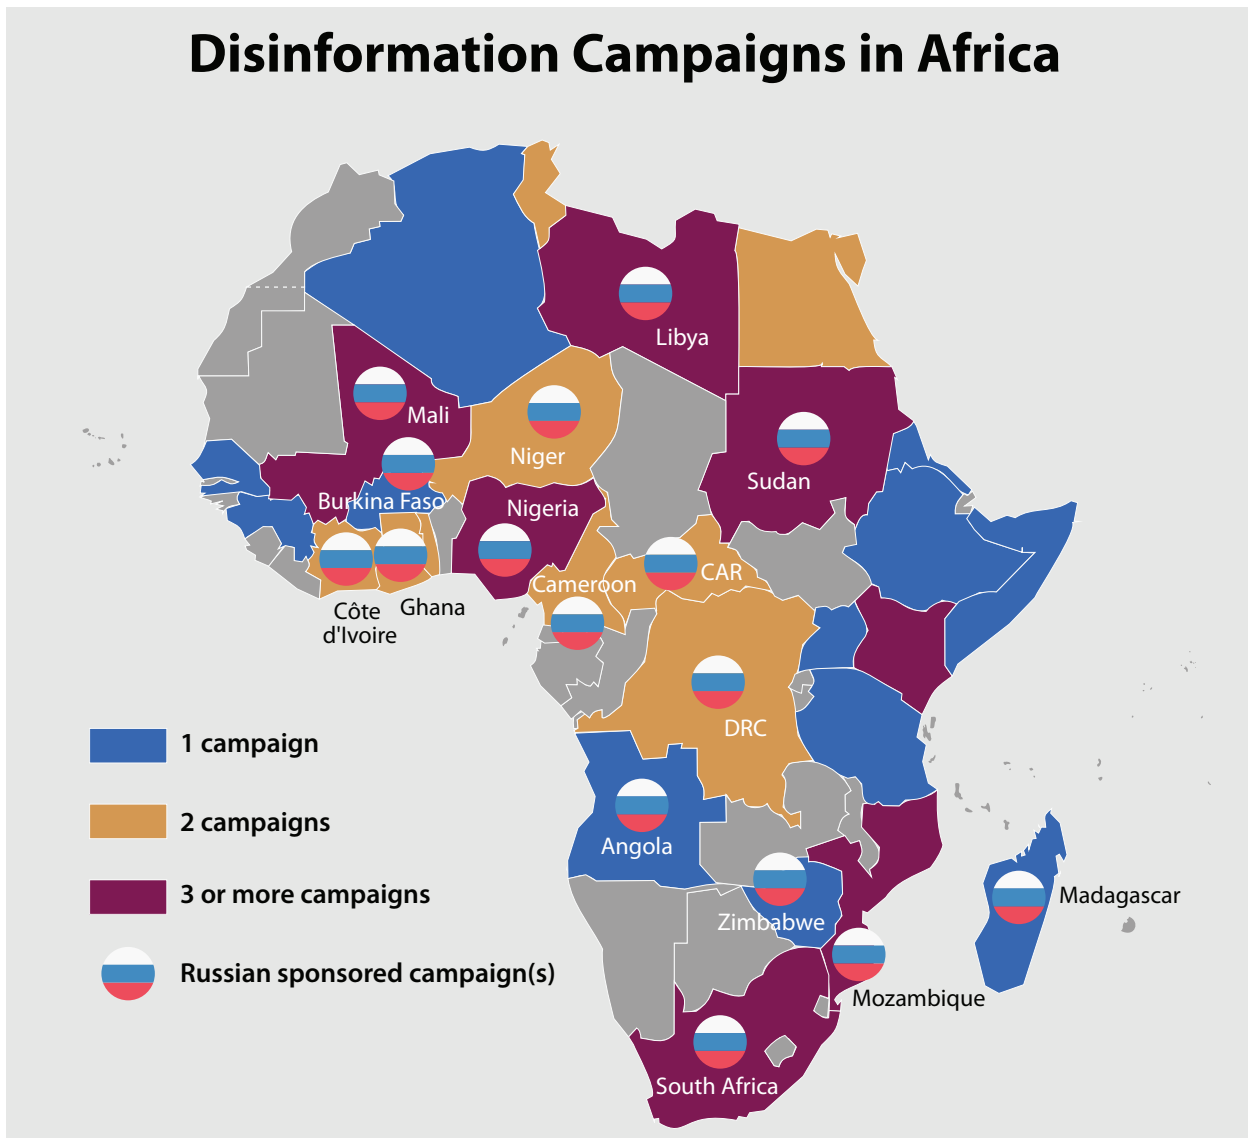 Disinformation Campaigns in Africa
Libya
Mali
Niger
Sudan
Burkina Faso
Nigeria
CAR
Cameroon
Côte
d'Ivoire
Ghana
DRC
1 campaign
2 campaigns
Angola
3 or more campaigns
Madagascar
Zimbabwe
Russian sponsored campaign(s)
Mozambique
South Africa